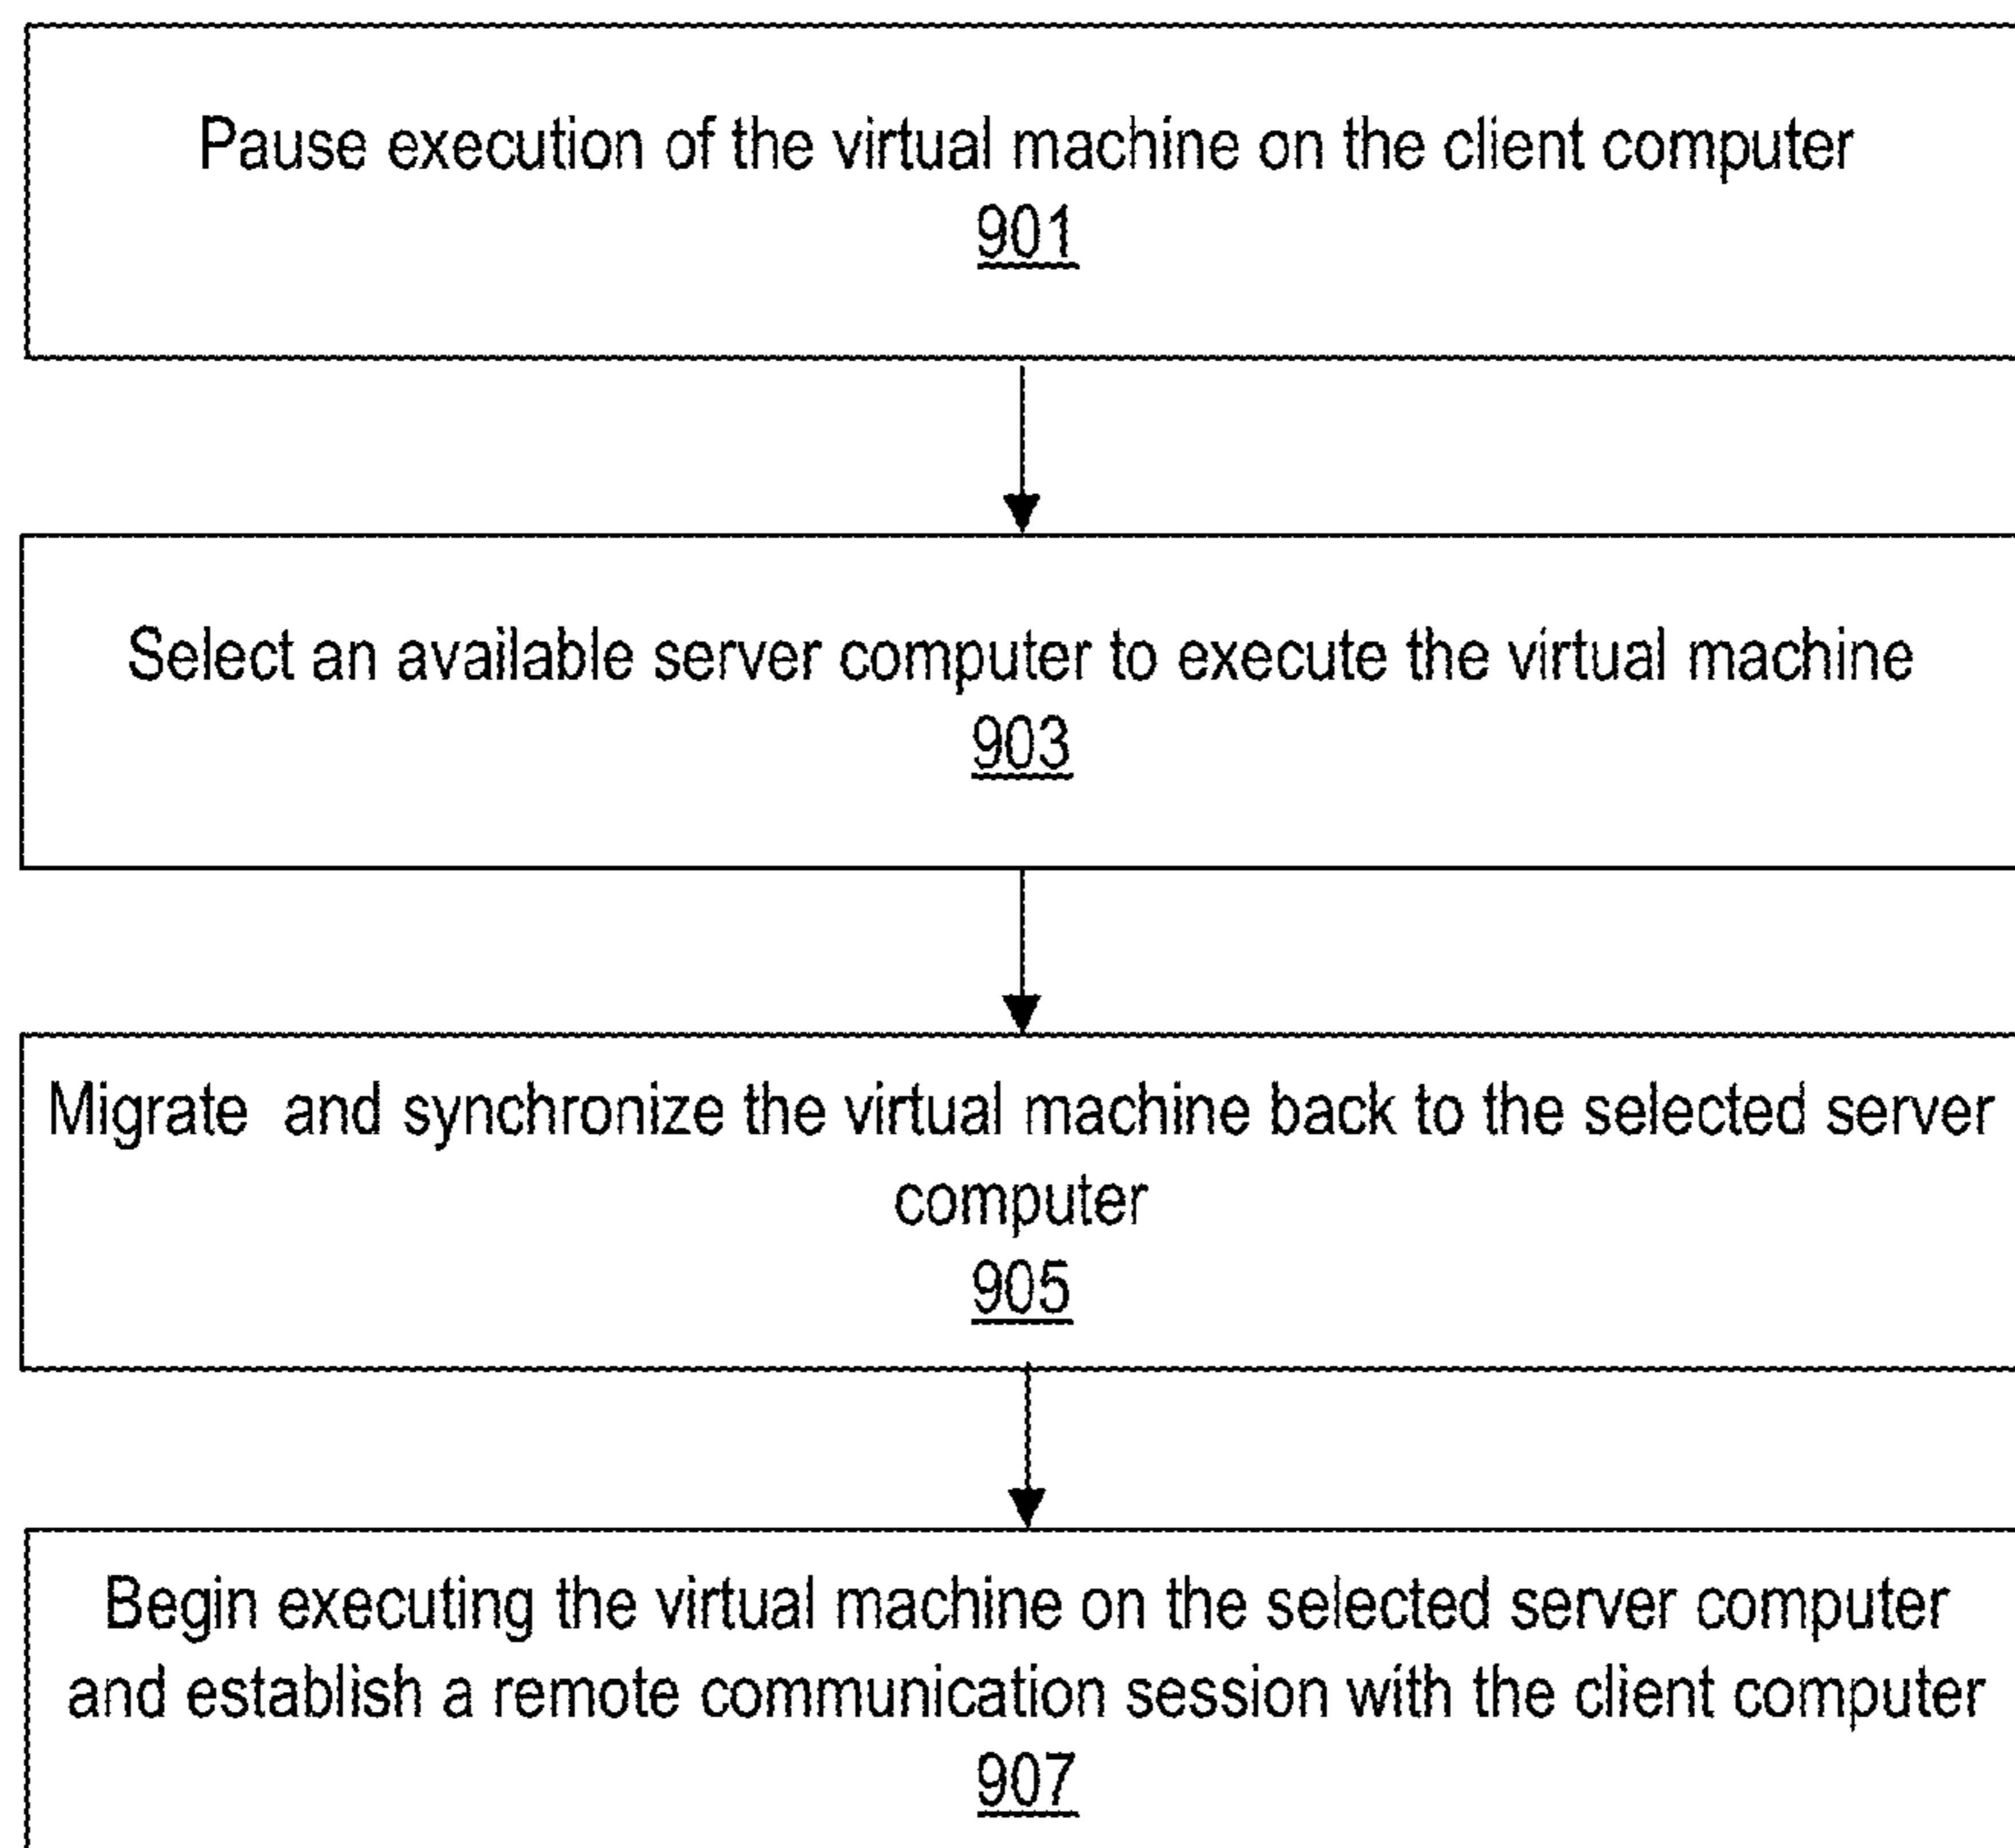 Pause execution of the virtual machine on the client computer
901
Select an available server computer to execute the virtual machine
903
Migrate and synchronize the virtual machine back to the selected server
computer
905
Begin executing the virtual machine on the selected server computer
and establish a remote communication session with the client computer
907